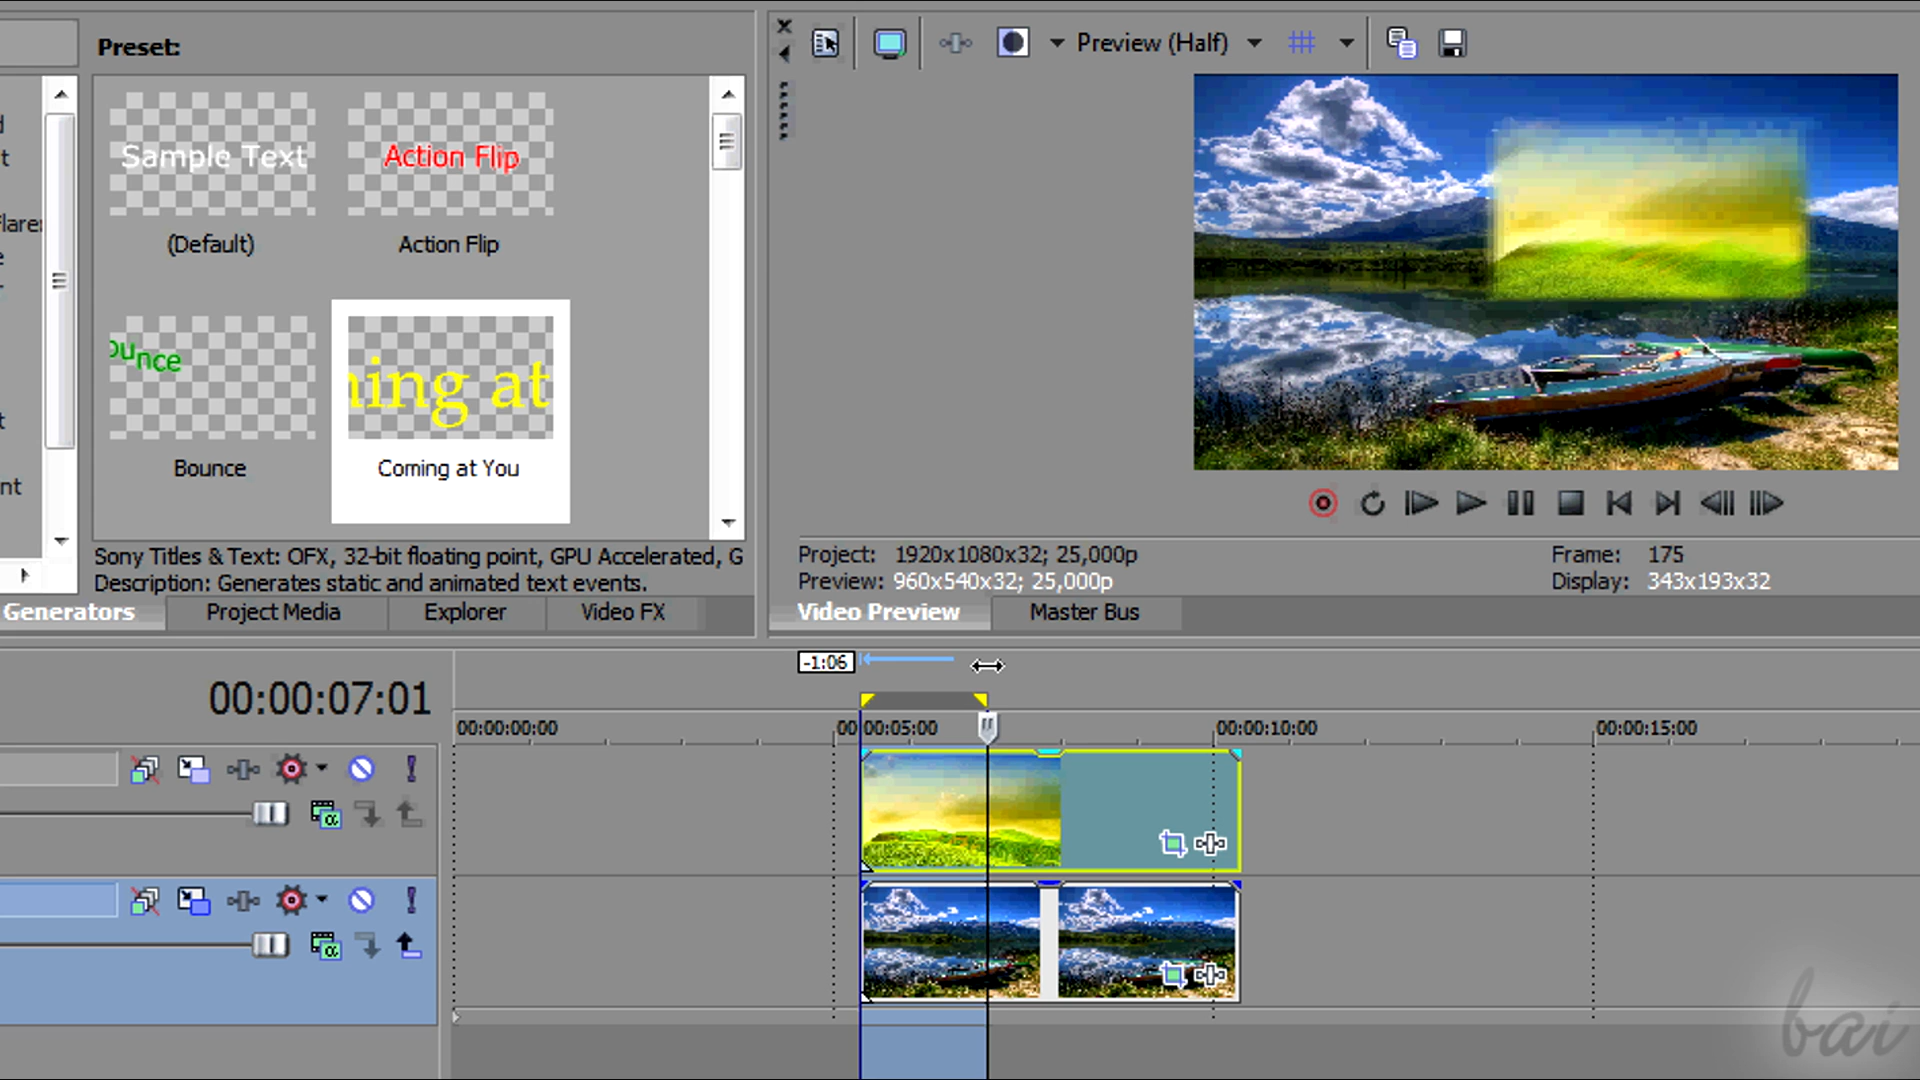 Preset:
Preview (Half)
Sample Text
Action Flip
(Default)
Action Flip
ounce
ning at
Bounce
Coming at You
nt
Sony Titles & Text: OFX, 32-bit floating point, GPU Accelerated, G
Description: Generates static and animated text events.
Generators
Project Media
Explorer
Video FX
Project: 1920x1080x32; 25,000p
Frame: 175
Preview: 960x540x32; 25,000p
Display: 343x193x32
Video Preview
Master Bus
-1:06
00:00:07:01
00:00:00:00
00:00:05:00
00:00:10:00
00:00:15:00
bai